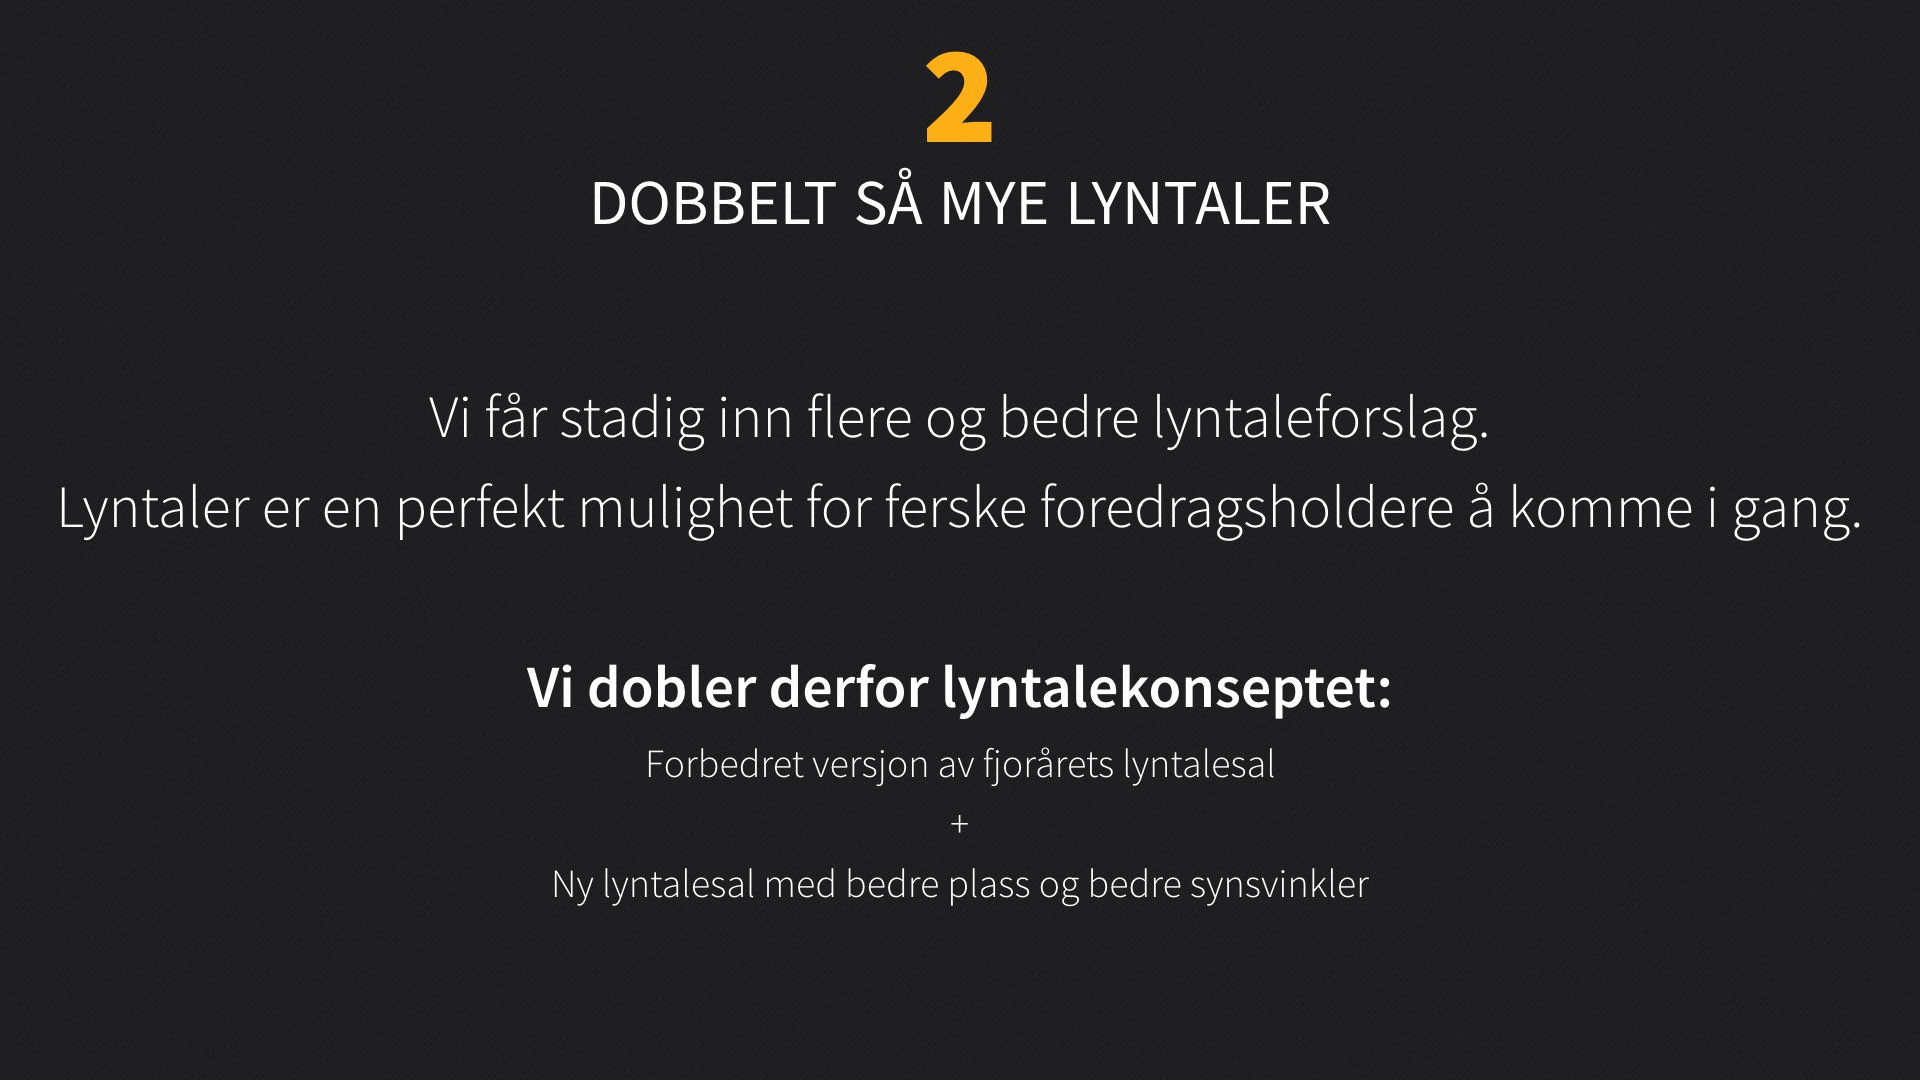 2
DOBBELT SÅ MYE LYNTALER
Vi får stadig inn flere og bedre lyntaleforslag.
Lyntaler er en perfekt mulighet for ferske foredragsholdere å komme i gang.
Vi dobler derfor lyntalekonseptet:
Forbedret versjon av fjorårets lyntalesal
+
Ny lyntalesal med bedre plass og bedre synsvinkler